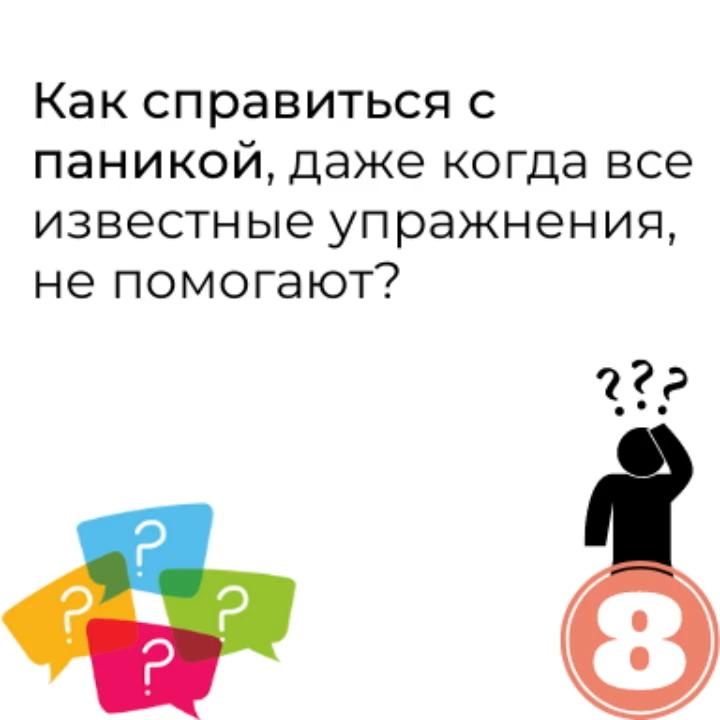 Как справиться с
паникой, даже когда все
известные упражнения,
не помогают?
???
?
?
?
?
8